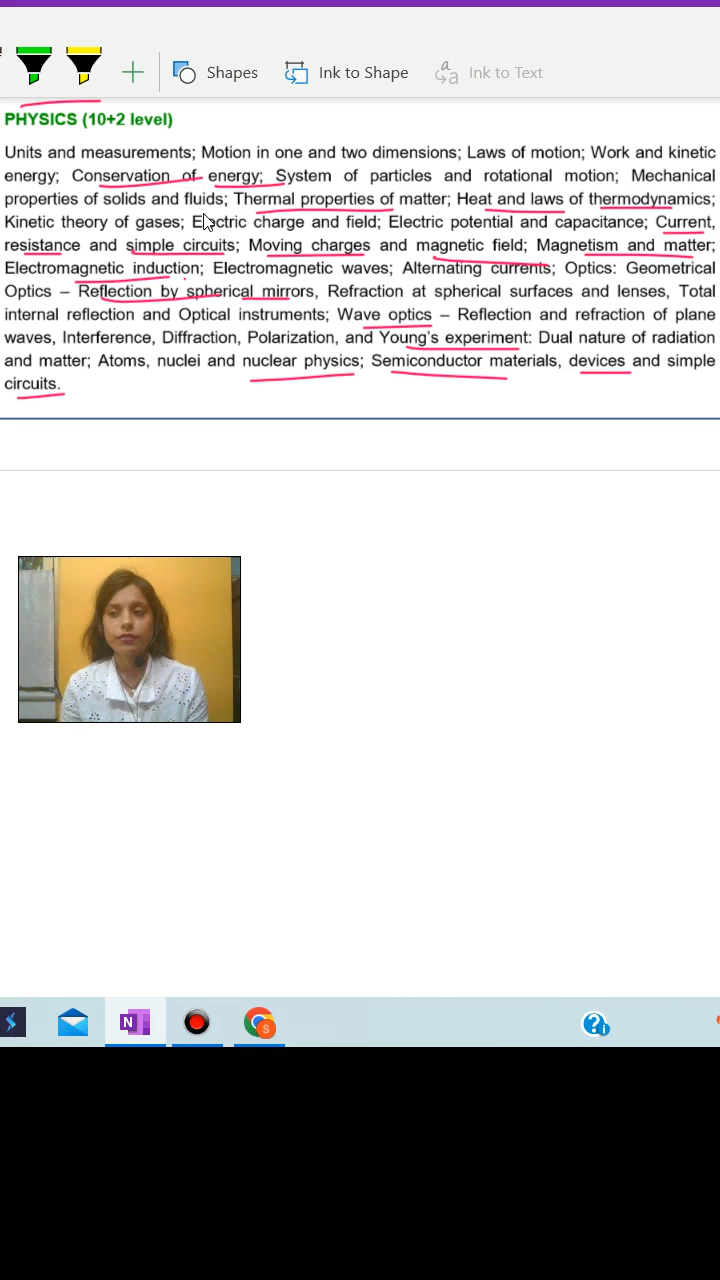 Shapes Ink to Shape Ink to Text
PHYSICS (10+2 level)
Units and measurements; Motion in one and two dimensions; Laws of motion; Work and kinetic
energy; Conservation of energy; System of particles and rotational motion; Mechanical
properties of solids and fluids; Thermal properties of matter; Heat and laws of thermodynamics;
Kinetic theory of gases; Electric charge and field; Electric potential and capacitance; Current,
resistance and simple circuits; Moving charges and magnetic field; Magnetism and matter;
Electromagnetic induction; Electromagnetic waves; Alternating currents; Optics: Geometrical
Optics – Reflection by spherical mirrors, Refraction at spherical surfaces and lenses, Total
internal reflection and Optical instruments; Wave optics – Reflection and refraction of plane
waves, Interference, Diffraction, Polarization, and Young's experiment: Dual nature of radiation
and matter; Atoms, nuclei and nuclear physics; Semiconductor materials, devices and simple
circuits.
N S